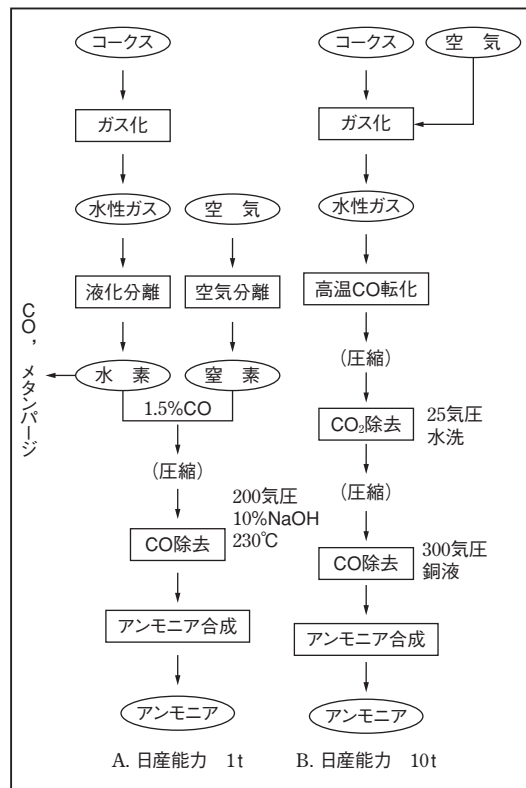 コークス
ガス化
水性ガス
空　気
液化分離
空気分離
CO，メタンパージ
水　素
窒　素
1.5%CO
(圧縮)
200気圧
10%NaOH
230℃
CO除去
アンモニア合成
アンモニア
A. 日産能力　1t
コークス
空　気
ガス化
水性ガス
高温CO転化
(圧縮)
CO₂除去
25気圧
水洗
(圧縮)
CO除去
300気圧
銅液
アンモニア合成
アンモニア
B. 日産能力　10t